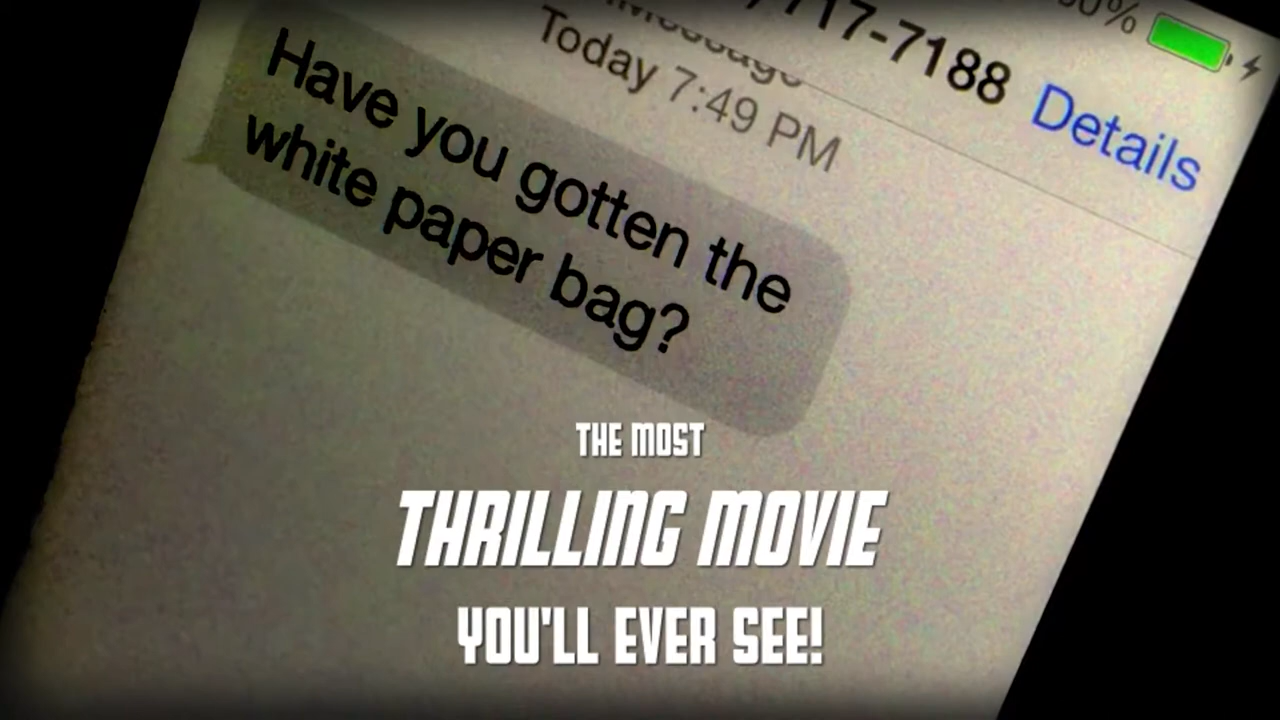 Details
717-7188
Today 7:49 PM
Have you gotten the
white paper bag?
THE MOST
THRILLING MOVIE
YOU'LL EVER SEE!